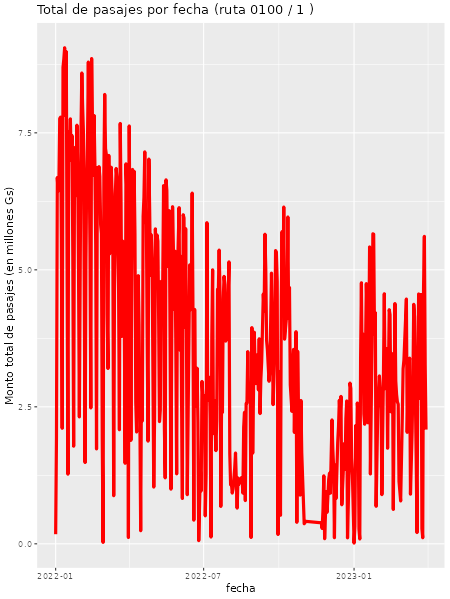 Total de pasajes por fecha (ruta 0100 / 1 )
Monto total de pasajes (en millones Gs)
7.5
5.0
2.5
0.0
2022-01
2022-07
2023-01
fecha